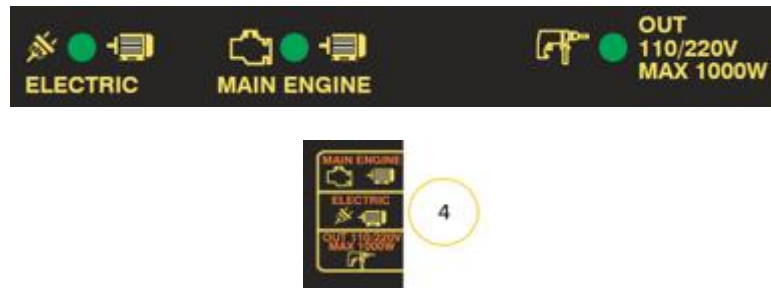 ELECTRIC
MAIN ENGINE
OUT
110/220V
MAX 1000W
MAIN ENGINE
ELECTRIC
OUT 110/220V
MAX 1000W
4